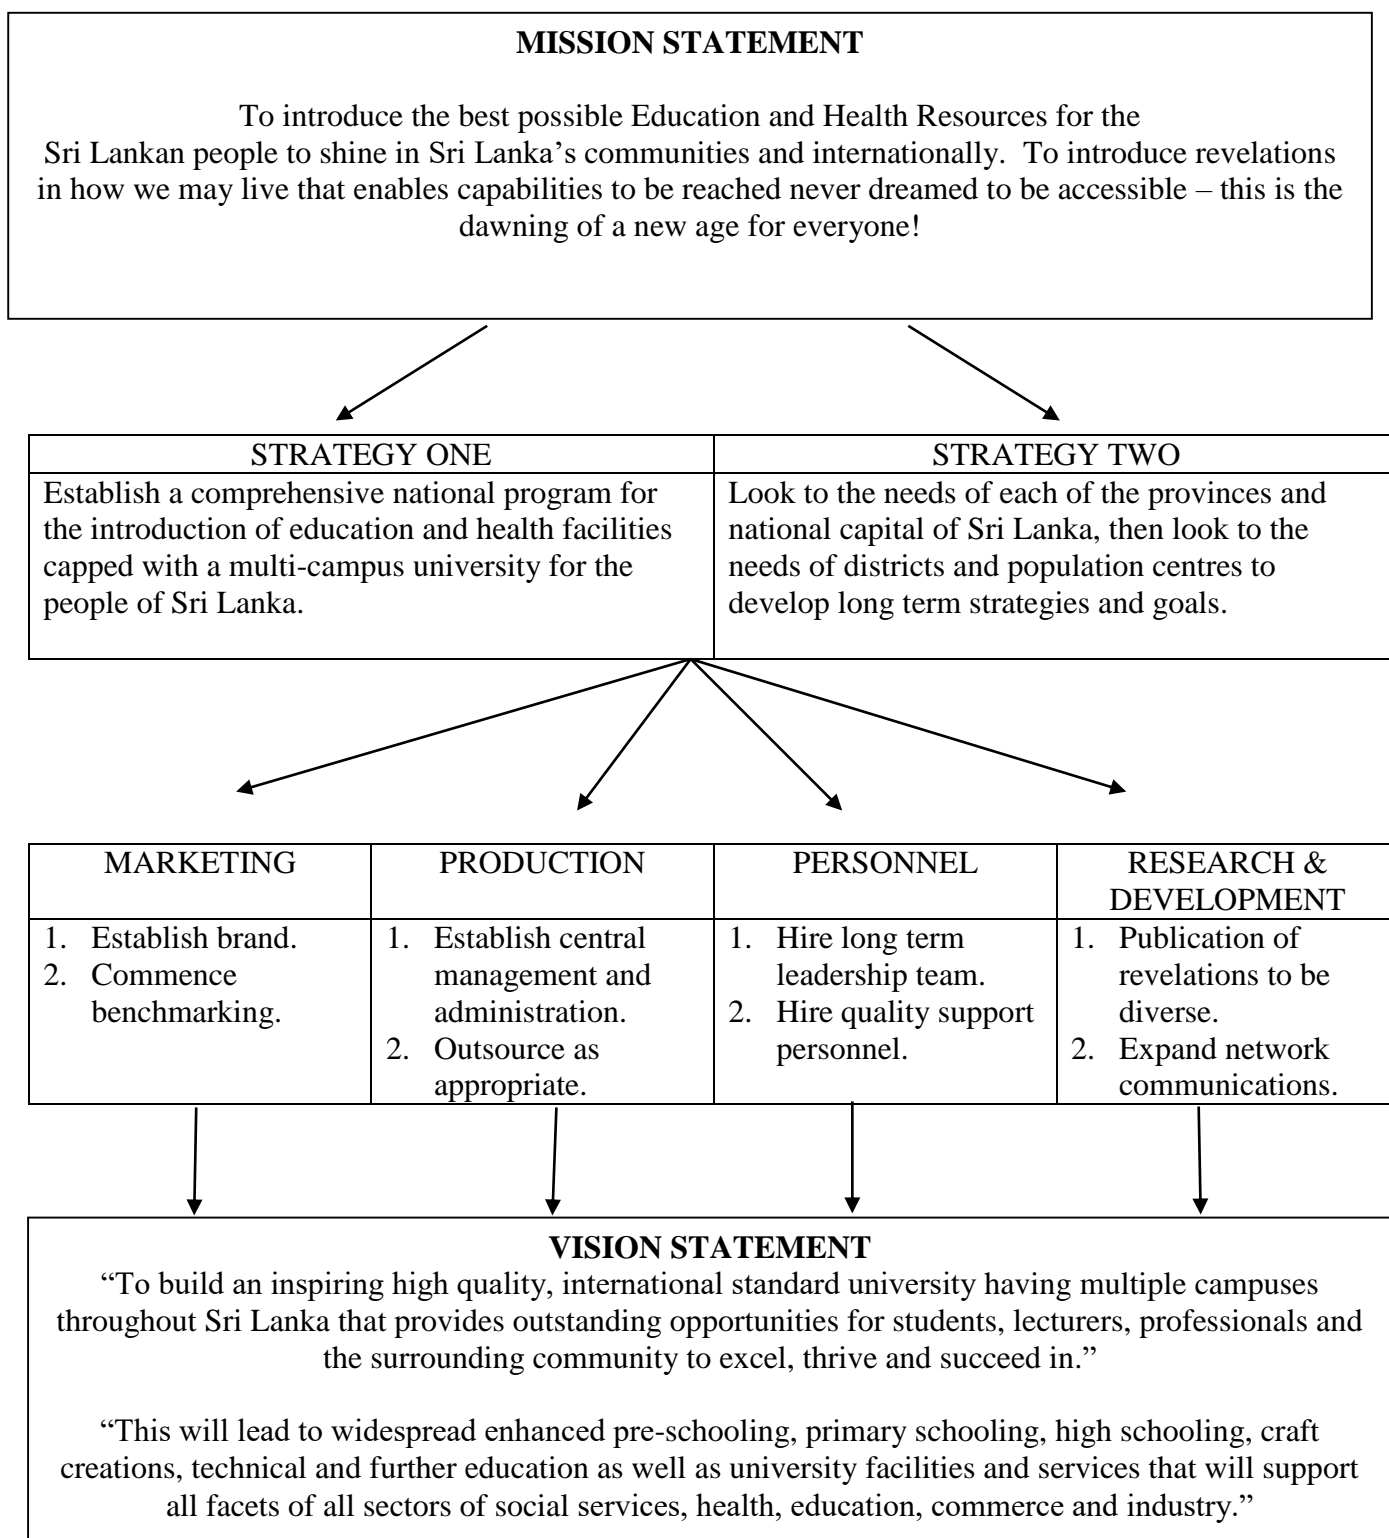 MISSION STATEMENT
To introduce the best possible Education and Health Resources for the
Sri Lankan people to shine in Sri Lanka’s communities and internationally.  To introduce revelations
in how we may live that enables capabilities to be reached never dreamed to be accessible – this is the
dawning of a new age for everyone!
STRATEGY ONE
Establish a comprehensive national program for
the introduction of education and health facilities
capped with a multi-campus university for the
people of Sri Lanka.
STRATEGY TWO
Look to the needs of each of the provinces and
national capital of Sri Lanka, then look to the
needs of districts and population centres to
develop long term strategies and goals.
MARKETING
1. Establish brand.
2. Commence
benchmarking.
PRODUCTION
1. Establish central
management and
administration.
2. Outsource as
appropriate.
PERSONNEL
1. Hire long term
leadership team.
2. Hire quality support
personnel.
RESEARCH &
DEVELOPMENT
1. Publication of
revelations to be
diverse.
2. Expand network
communications.
VISION STATEMENT
“To build an inspiring high quality, international standard university having multiple campuses
throughout Sri Lanka that provides outstanding opportunities for students, lecturers, professionals and
the surrounding community to excel, thrive and succeed in.”
“This will lead to widespread enhanced pre-schooling, primary schooling, high schooling, craft
creations, technical and further education as well as university facilities and services that will support
all facets of all sectors of social services, health, education, commerce and industry.”